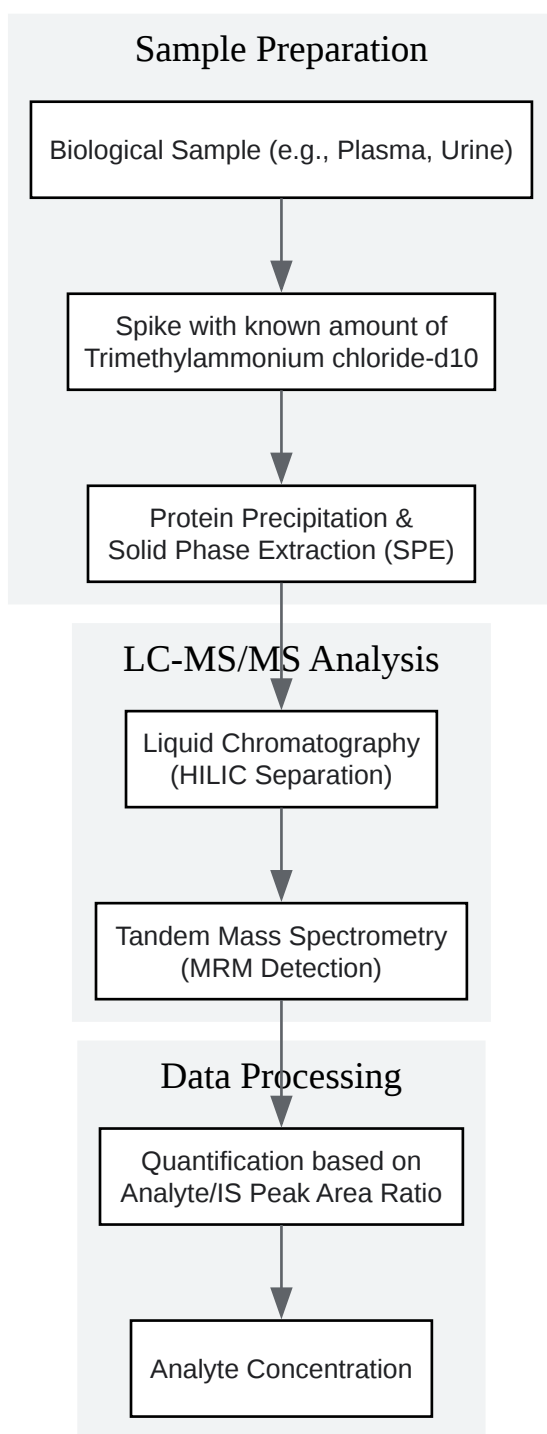 Sample Preparation
Biological Sample (e.g., Plasma, Urine)
Spike with known amount of
Trimethylammonium chloride-d10
Protein Precipitation &
Solid Phase Extraction (SPE)
LC-MS/MS Analysis
Liquid Chromatography
(HILIC Separation)
Tandem Mass Spectrometry
(MRM Detection)
Data Processing
Quantification based on
Analyte/IS Peak Area Ratio
Analyte Concentration